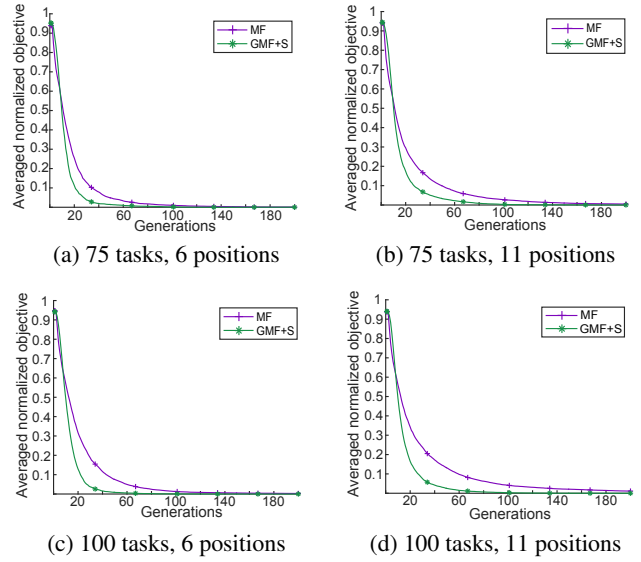 Averaged normalized objective
1
0.9
0.8
0.7
0.6
0.5
0.4
0.3
0.2
0.1
MF
GMF+S
20 60 100 140 180
Generations
(a) 75 tasks, 6 positions
Averaged normalized objective
1
0.9
0.8
0.7
0.6
0.5
0.4
0.3
0.2
0.1
MF
GMF+S
20 60 100 140 180
Generations
(b) 75 tasks, 11 positions
Averaged normalized objective
1
0.9
0.8
0.7
0.6
0.5
0.4
0.3
0.2
0.1
MF
GMF+S
20 60 100 140 180
Generations
(c) 100 tasks, 6 positions
Averaged normalized objective
1
0.9
0.8
0.7
0.6
0.5
0.4
0.3
0.2
0.1
MF
GMF+S
20 60 100 140 180
Generations
(d) 100 tasks, 11 positions